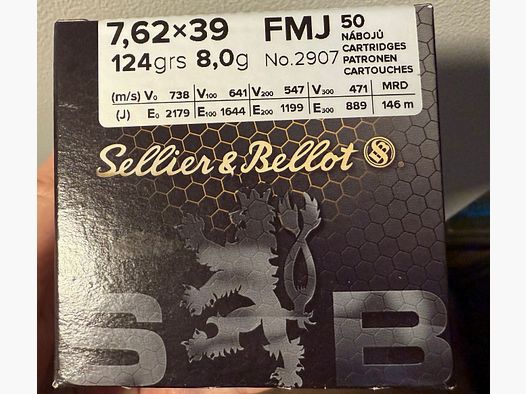 7,62×39 FMJ 50
124grs 8,0g No.2907
NÁBOJŮ
CARTRIDGES
PATRONEN
CARTOUCHES
(m/s) V₀ 738 V₁₀₀ 641 V₂₀₀ 547 V₃₀₀ 471 MRD
(J) E₀ 2179 E₁₀₀ 1644 E₂₀₀ 1199 E₃₀₀ 889 146 m
Sellier & Bellot SB ®
S B